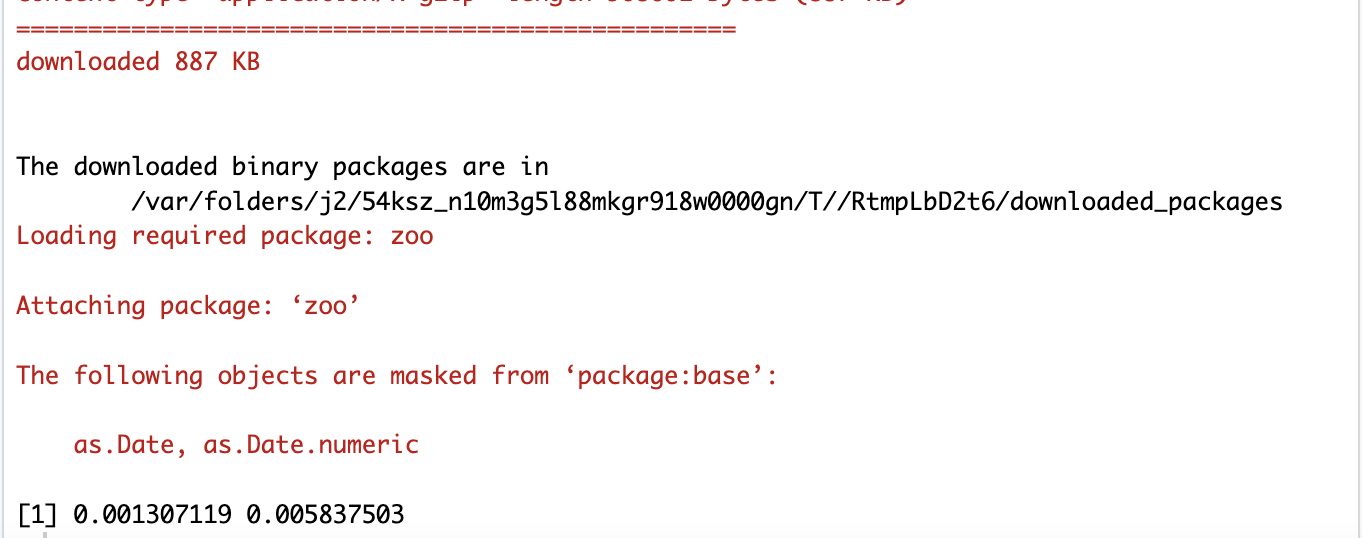 =================================================
downloaded 887 KB
The downloaded binary packages are in
/var/folders/j2/54ksz_n10m3g5l88mkgr918w0000gn/T//RtmpLbD2t6/downloaded_packages
Loading required package: zoo
Attaching package: ‘zoo’
The following objects are masked from ‘package:base’:
as.Date, as.Date.numeric
[1] 0.001307119 0.005837503